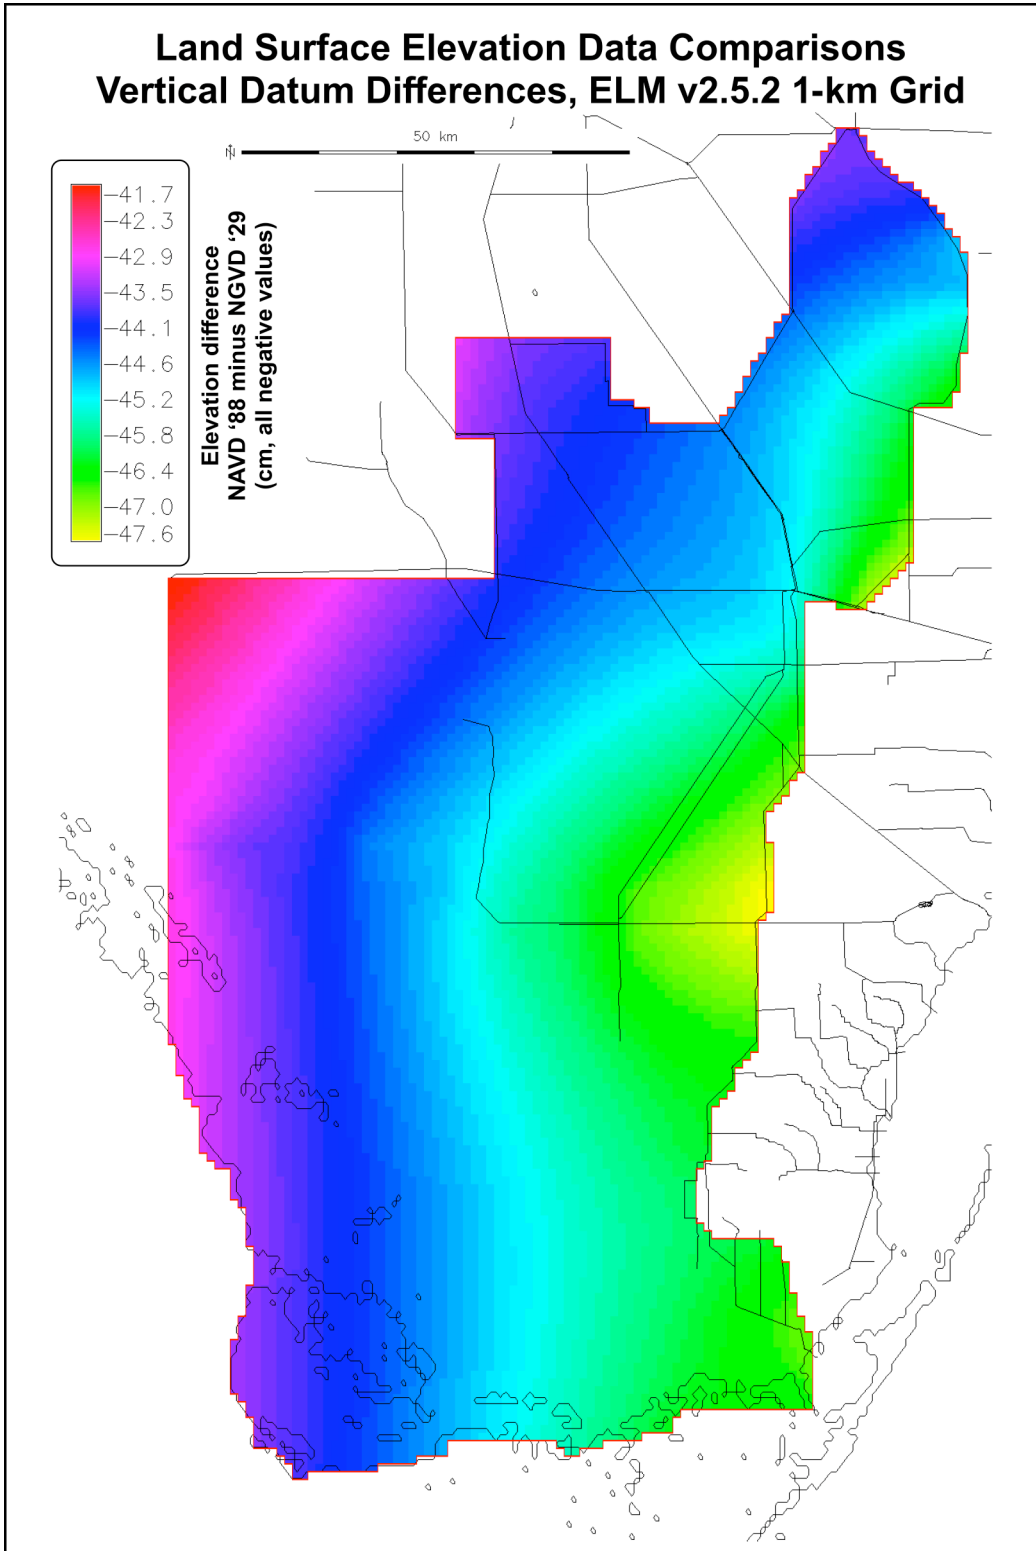 Land Surface Elevation Data Comparisons
Vertical Datum Differences, ELM v2.5.2 1-km Grid
50 km
N
-41.7
-42.3
-42.9
-43.5
-44.1
-44.6
-45.2
-45.8
-46.4
-47.0
-47.6
Elevation difference
NAVD ‘88 minus NGVD ‘29
(cm, all negative values)